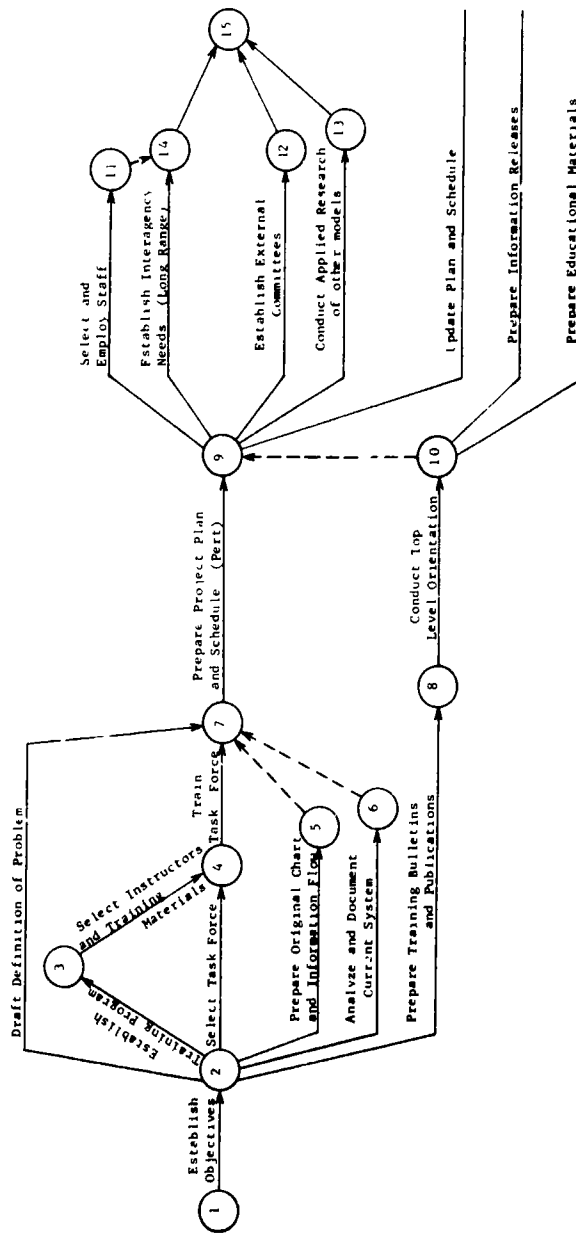 1
Establish
Objectives
2
Draft Definition of Problem
Establish
Training Program
3
Select Instructors
and Training
Materials
Select Task Force
4
Train
Task Force
Prepare Original Chart
and Information Flow
5
Analyze and Document
Current System
6
Prepare Training Bulletins
and Publications
7
8
Prepare Project Plan
and Schedule (Pert)
Conduct Top
Level Orientation
9
10
Select and
Employ Staff
11
Establish Interagency
Needs (Long Range)
14
Establish External
Committees
12
Conduct Applied Research
of other models
13
15
Update Plan and Schedule
Prepare Information Releases
Prepare Educational Materials